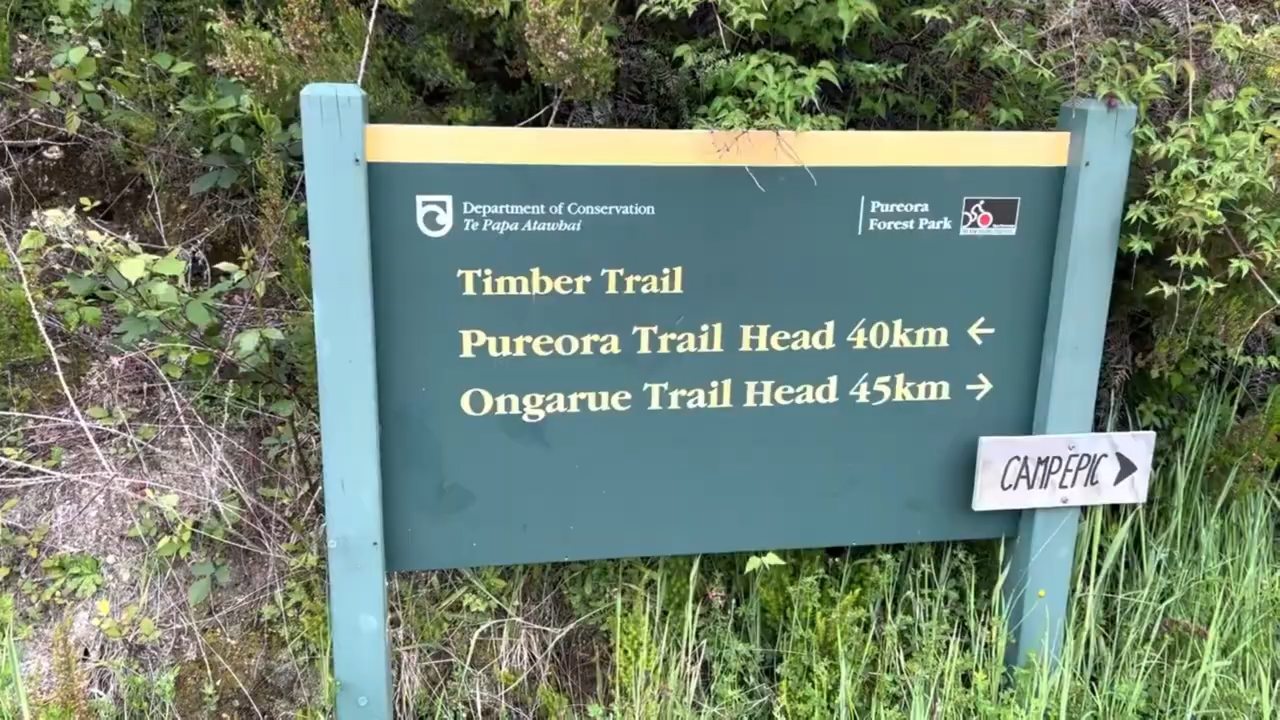 Department of Conservation
Te Papa Atawhai
Pureora
Forest Park
Timber Trail
Pureora Trail Head 40km ←
Ongarue Trail Head 45km →
CAMP EPIC